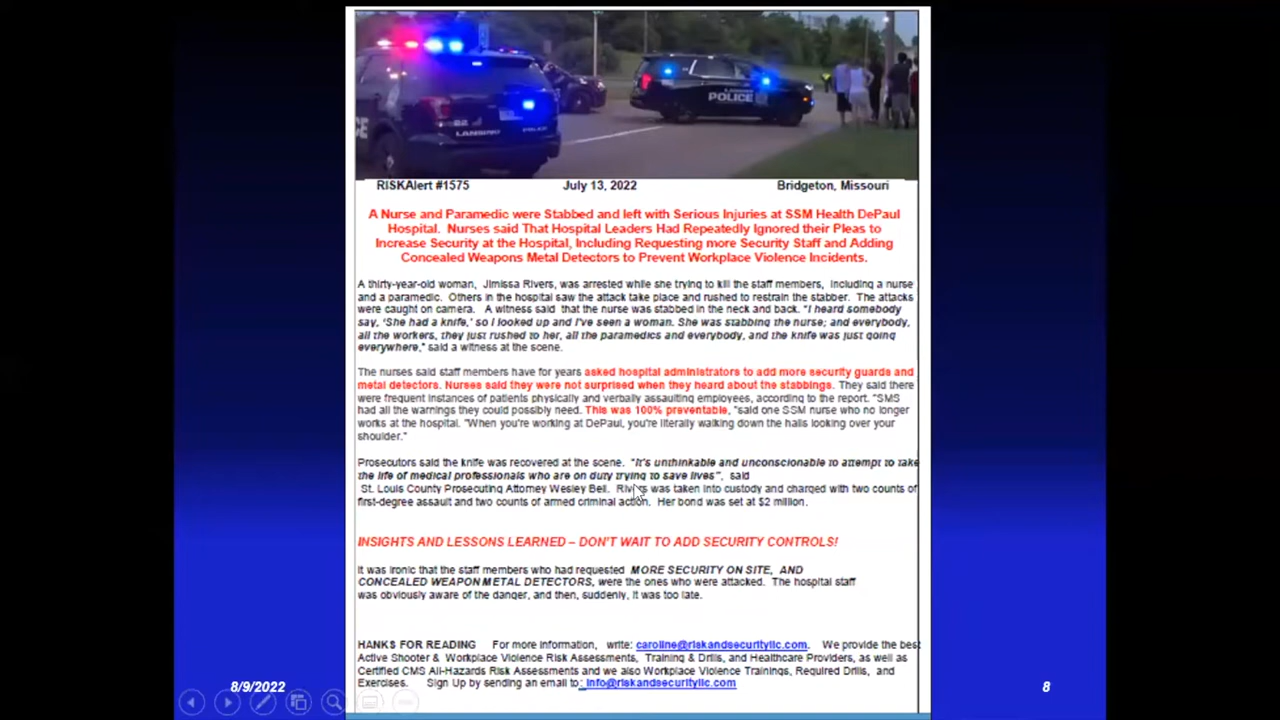 LANSING
POLICE
22
LANSING POLICE
RISKAlert #1575 July 13, 2022 Bridgeton, Missouri
A Nurse and Paramedic were Stabbed and left with Serious Injuries at SSM Health DePaul
Hospital. Nurses said That Hospital Leaders Had Repeatedly Ignored their Pleas to
Increase Security at the Hospital, Including Requesting more Security Staff and Adding
Concealed Weapons Metal Detectors to Prevent Workplace Violence Incidents.
A thirty-year-old woman, Jimissa Rivers, was arrested while she trying to kill the staff members, including a nurse
and a paramedic. Others in the hospital saw the attack take place and rushed to restrain the stabber. The attacks
were caught on camera. A witness said that the nurse was stabbed in the neck and back. "I heard somebody
say, 'She had a knife,' so I looked up and I've seen a woman. She was stabbing the nurse; and everybody,
all the workers, they just rushed to her, all the paramedics and everybody, and the knife was just going
everywhere," said a witness at the scene.
The nurses said staff members have for years asked hospital administrators to add more security guards and
metal detectors. Nurses said they were not surprised when they heard about the stabbings. They said there
were frequent instances of patients physically and verbally assaulting employees, according to the report. "SMS
had all the warnings they could possibly need. This was 100% preventable, "said one SSM nurse who no longer
works at the hospital. "When you're working at DePaul, you're literally walking down the halls looking over your
shoulder."
Prosecutors said the knife was recovered at the scene. "It's unthinkable and unconscionable to attempt to take
the life of medical professionals who are on duty trying to save lives", said
St. Louis County Prosecuting Attorney Wesley Bell. Rivers was taken into custody and charged with two counts of
first-degree assault and two counts of armed criminal action. Her bond was set at $2 million.
INSIGHTS AND LESSONS LEARNED – DON'T WAIT TO ADD SECURITY CONTROLS!
It was ironic that the staff members who had requested MORE SECURITY ON SITE, AND
CONCEALED WEAPON METAL DETECTORS, were the ones who were attacked. The hospital staff
was obviously aware of the danger, and then, suddenly, it was too late.
HANKS FOR READING For more information, write: caroline@riskandsecurityllc.com. We provide the best
Active Shooter & Workplace Violence Risk Assessments, Training & Drills, and Healthcare Providers, as well as
Certified CMS All-Hazards Risk Assessments and we also Workplace Violence Trainings, Required Drills, and
Exercises. Sign Up by sending an email to: info@riskandsecurityllc.com
8/9/2022 8